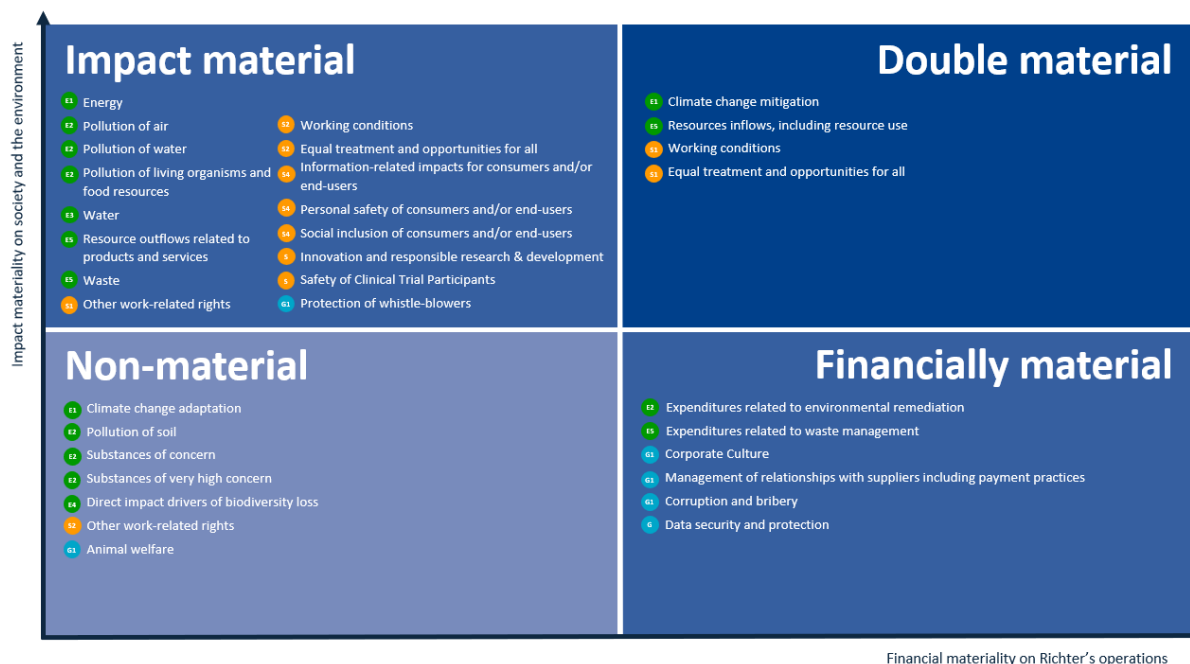 Impact materiality on society and the environment
Impact material
E1 Energy
E2 Pollution of air
E2 Pollution of water
E2 Pollution of living organisms and
food resources
E3 Water
E5 Resource outflows related to
products and services
E5 Waste
S1 Other work-related rights
S2 Working conditions
S2 Equal treatment and opportunities for all
S4 Information-related impacts for consumers and/or
end-users
S4 Personal safety of consumers and/or end-users
S4 Social inclusion of consumers and/or end-users
S Innovation and responsible research & development
S Safety of Clinical Trial Participants
G1 Protection of whistle-blowers
Double material
E1 Climate change mitigation
E5 Resources inflows, including resource use
S1 Working conditions
S1 Equal treatment and opportunities for all
Non-material
E1 Climate change adaptation
E2 Pollution of soil
E2 Substances of concern
E2 Substances of very high concern
E4 Direct impact drivers of biodiversity loss
S2 Other work-related rights
G1 Animal welfare
Financially material
E2 Expenditures related to environmental remediation
E5 Expenditures related to waste management
G1 Corporate Culture
G1 Management of relationships with suppliers including payment practices
G1 Corruption and bribery
G Data security and protection
Financial materiality on Richter's operations